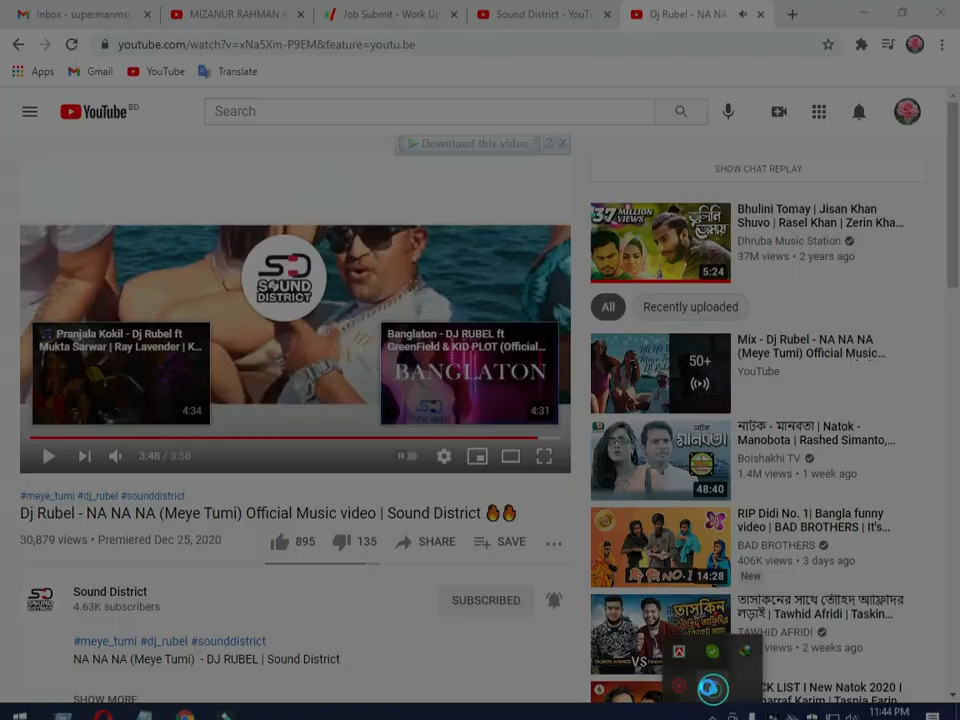 Inbox - supermanmsr
MIZANUR RAHMAN A
Job Submit - Work Up
Sound District - YouT
Dj Rubel - NA NA
youtube.com/watch?v=xNa5Xm-P9EM&feature=youtu.be
Apps
Gmail
YouTube
Translate
YouTube BD
Search
Download this video
SHOW CHAT REPLAY
SOUND DISTRICT
Pranjala Kokil - Dj Rubel ft
Mukta Sarwar | Ray Lavender | K...
4:34
Banglaton - DJ RUBEL ft
GreenField & KID PLOT (Official...
BANGLATON
4:31
3:48 / 3:58
#meye_tumi #dj_rubel #sounddistrict
Dj Rubel - NA NA NA (Meye Tumi) Official Music video | Sound District 🔥🔥
30,879 views • Premiered Dec 25, 2020
895
135
SHARE
SAVE
Sound District
4.63K subscribers
SUBSCRIBED
#meye_tumi #dj_rubel #sounddistrict
NA NA NA (Meye Tumi) - DJ RUBEL | Sound District
SHOW MORE
37 MILLION VIEWS
5:24
Bhulini Tomay | Jisan Khan
Shuvo | Rasel Khan | Zerin Kha...
Dhruba Music Station
37M views • 2 years ago
All
Recently uploaded
50+
Mix - Dj Rubel - NA NA NA
(Meye Tumi) Official Music...
YouTube
মানবতা
48:40
নাটক - মানবতা | Natok -
Manobota | Rashed Simanto,...
Boishakhi TV
1.4M views • 1 week ago
14:28
RIP Didi No. 1| Bangla funny
video | BAD BROTHERS | It's...
BAD BROTHERS
406K views • 3 days ago
New
তাসকিন
VS
তাসকিনের সাথে তৌহিদ আফ্রিদির
লড়াই | Tawhid Afridi | Taskin...
TAWHID AFRIDI
2 weeks ago
CK LIST I New Natok 2020 I
11:44 PM